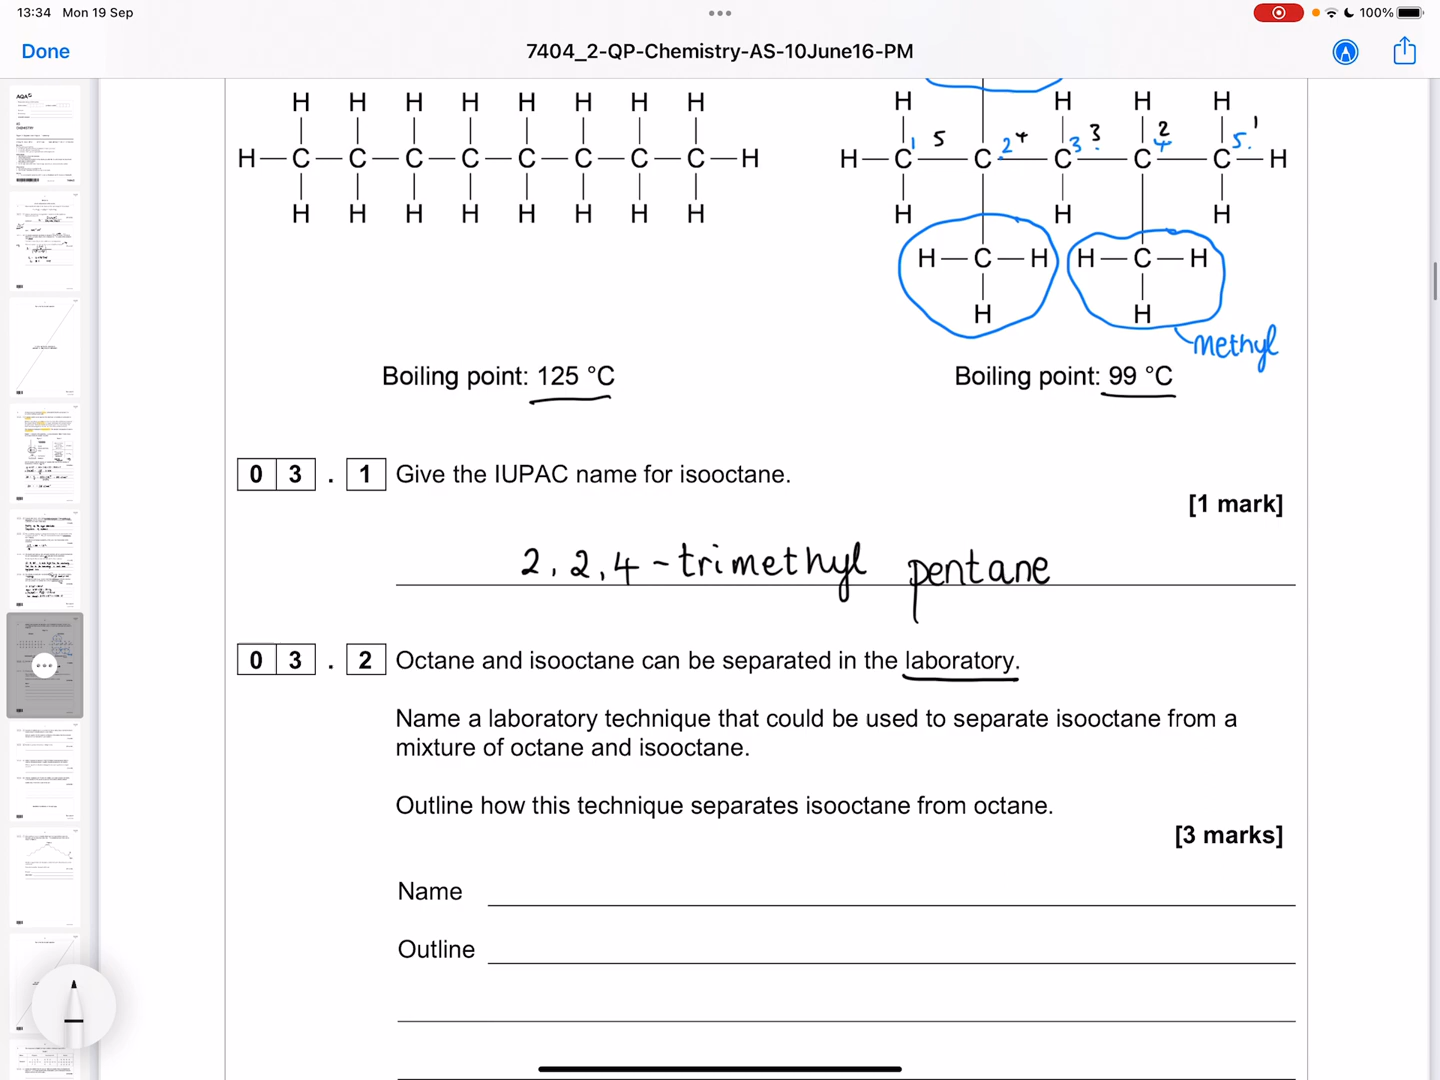 13:34 Mon 19 Sep
100%
Done
7404_2-QP-Chemistry-AS-10June16-PM
H H H H H H H H
H C C C C C C C C H
H H H H H H H H
H H H H
1 5 2 4 3 3 2 4 5. 1
H C C C C C H
H H H
H C H H C H
H H
methyl
Boiling point: 125 °C
Boiling point: 99 °C
0 3 . 1 Give the IUPAC name for isooctane.
[1 mark]
2,2,4-trimethyl pentane
0 3 . 2 Octane and isooctane can be separated in the laboratory.
Name a laboratory technique that could be used to separate isooctane from a
mixture of octane and isooctane.
Outline how this technique separates isooctane from octane.
[3 marks]
Name
Outline